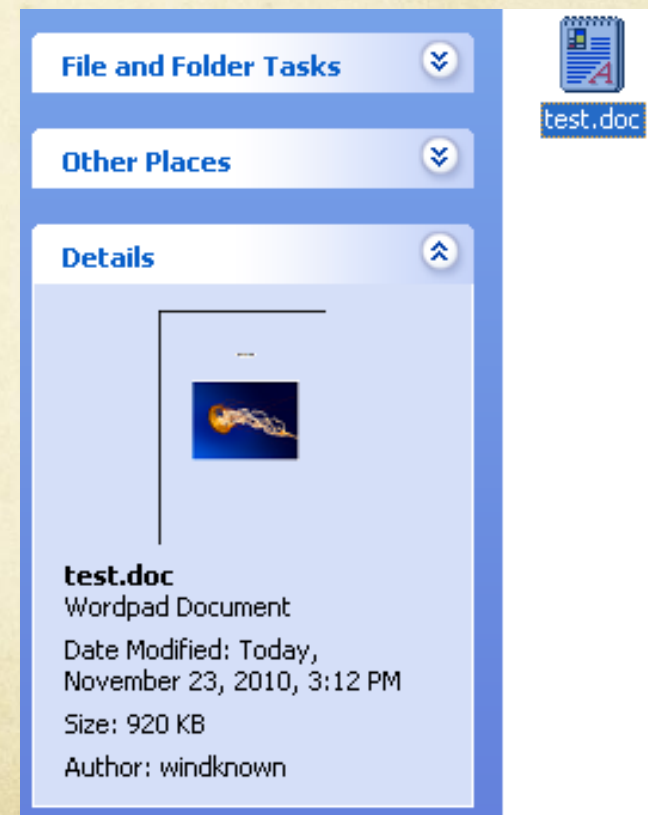 File and Folder Tasks
test.doc
Other Places
Details
test.doc
Wordpad Document
Date Modified: Today,
November 23, 2010, 3:12 PM
Size: 920 KB
Author: windknown